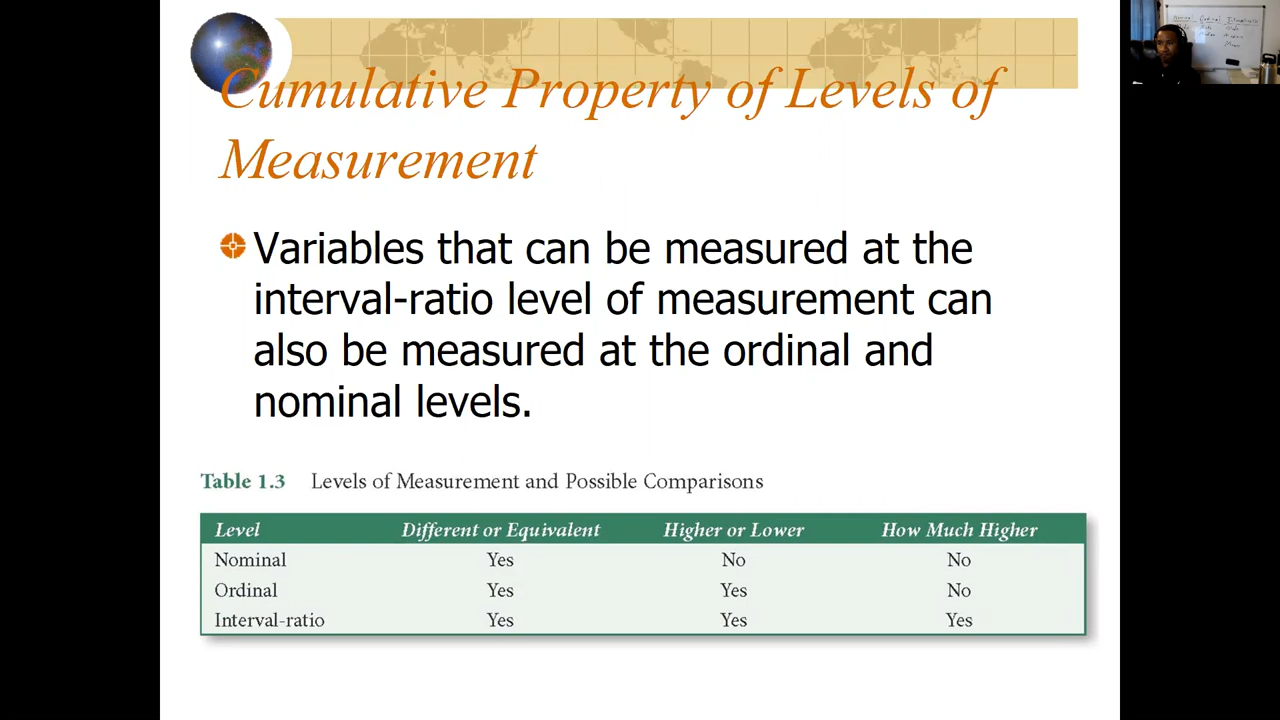 Cumulative Property of Levels of
Measurement
Variables that can be measured at the
interval-ratio level of measurement can
also be measured at the ordinal and
nominal levels.
Table 1.3 Levels of Measurement and Possible Comparisons
Level Different or Equivalent Higher or Lower How Much Higher
Nominal Yes No No
Ordinal Yes Yes No
Interval-ratio Yes Yes Yes